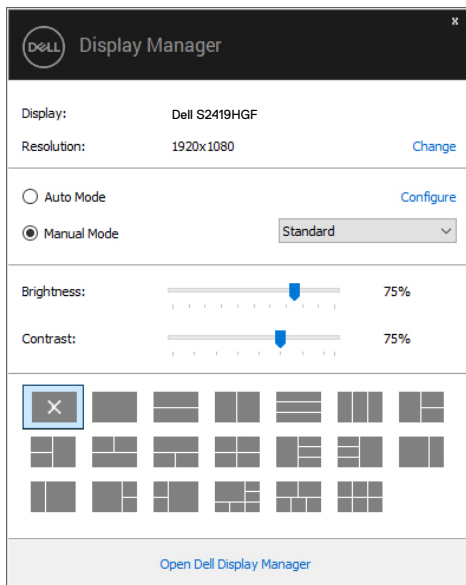 x
DELL Display Manager
Display: Dell S2419HGF
Resolution: 1920x1080 Change
Auto Mode Configure
Manual Mode Standard
Brightness: 75%
Contrast: 75%
Open Dell Display Manager